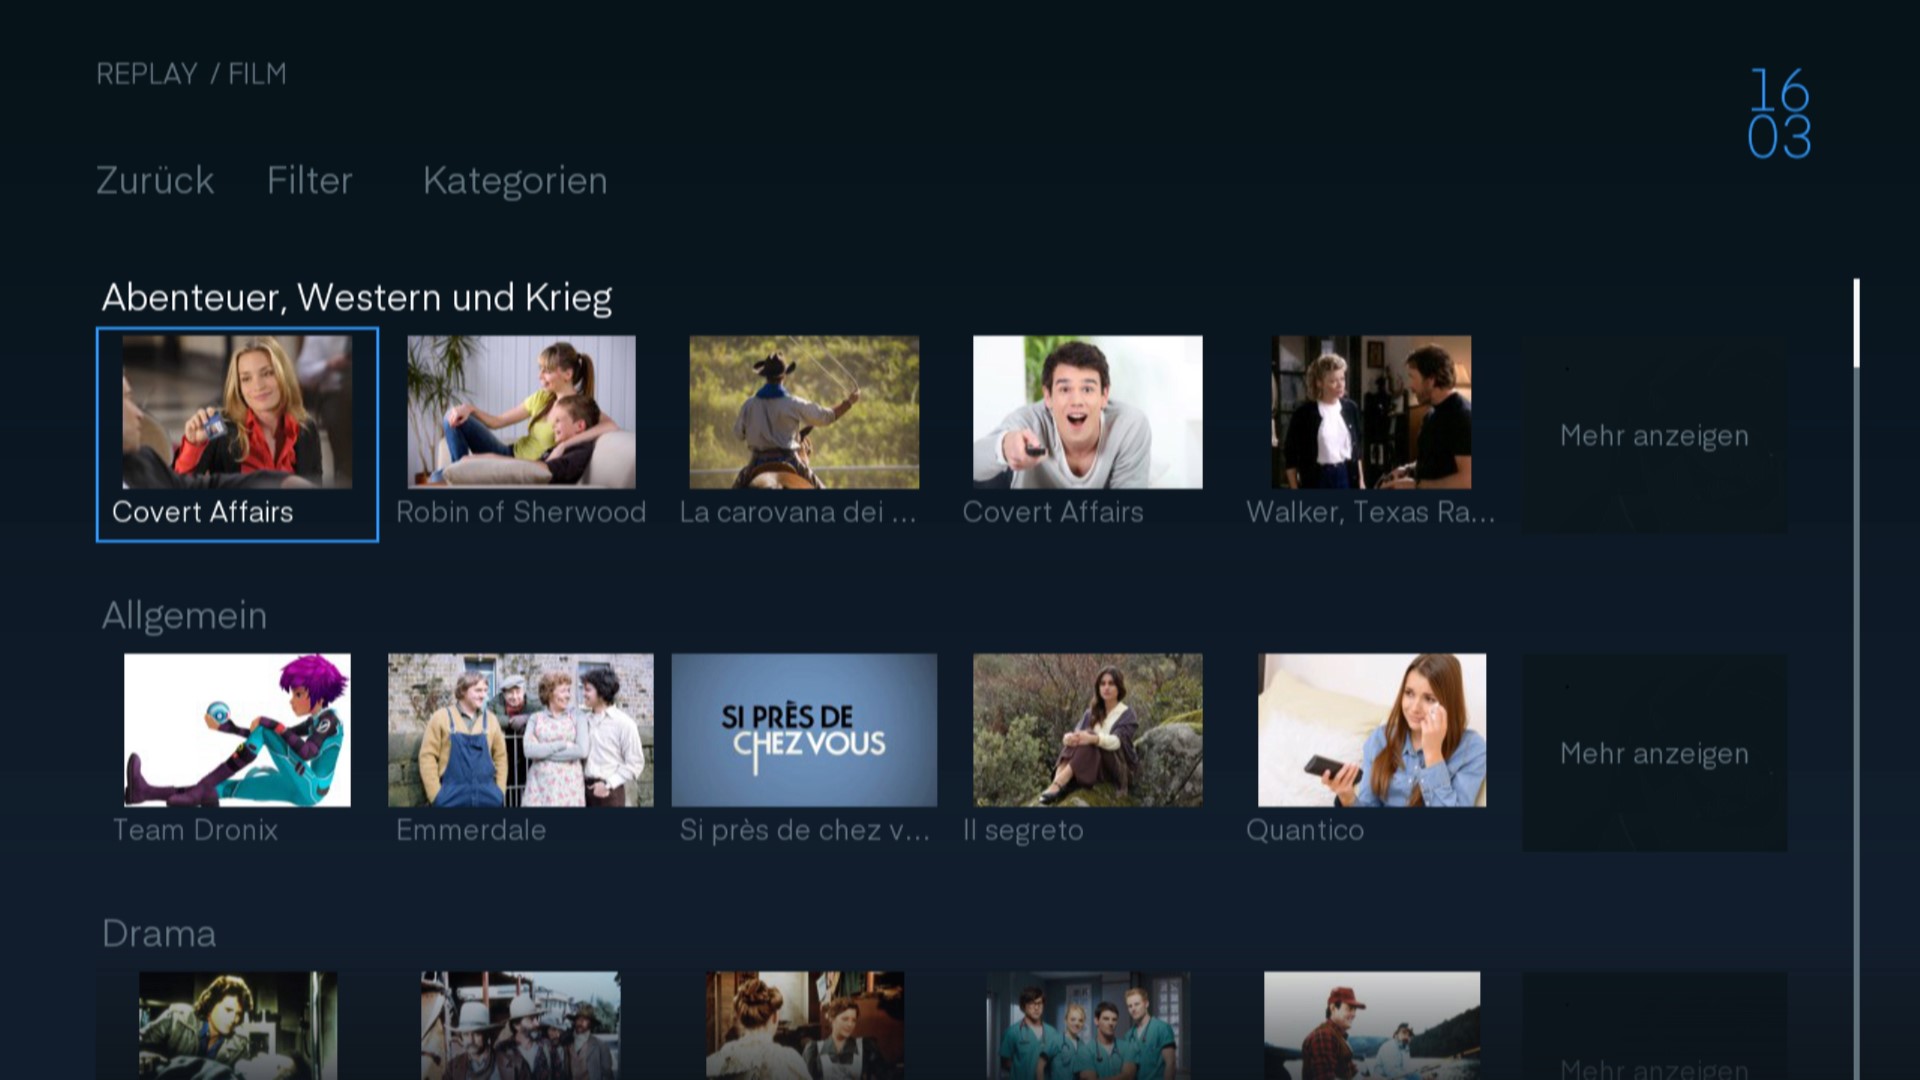 REPLAY / FILM
16
03
Zurück Filter Kategorien
Abenteuer, Western und Krieg
Mehr anzeigen
Covert Affairs Robin of Sherwood La carovana dei ... Covert Affairs Walker, Texas Ra...
Allgemein
SI PRÈS DE
CHEZ VOUS
Mehr anzeigen
Team Dronix Emmerdale Si près de chez v... Il segreto Quantico
Drama
Mehr anzeigen